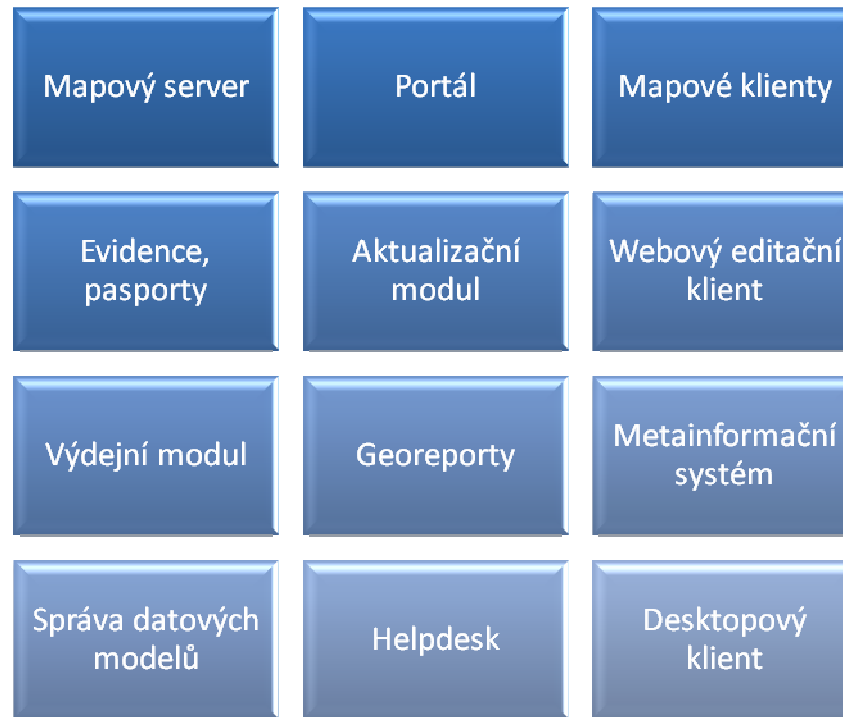 Mapový server
Portál
Mapové klienty
Evidence,
pasporty
Aktualizační
modul
Webový editační
klient
Výdejní modul
Georeporty
Metainformační
systém
Správa datových
modelů
Helpdesk
Desktopový
klient